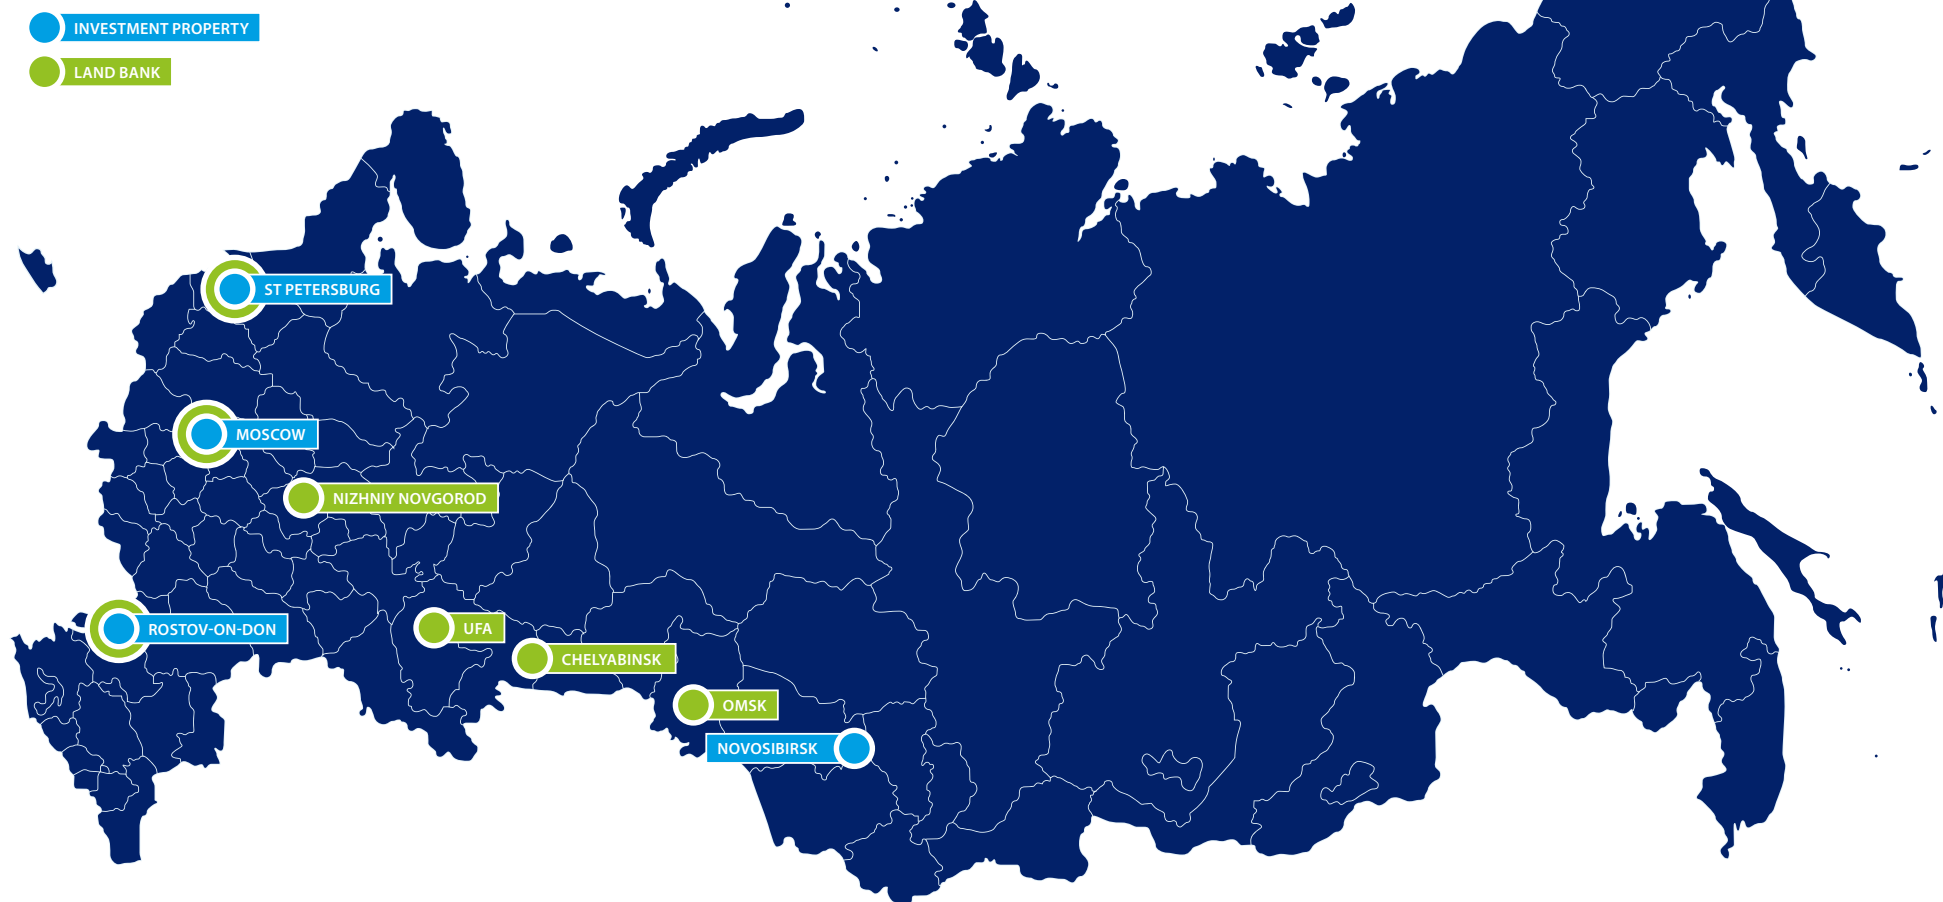 INVESTMENT PROPERTY
LAND BANK
ST PETERSBURG
MOSCOW
NIZHNIY NOVGOROD
ROSTOV-ON-DON
UFA
CHELYABINSK
OMSK
NOVOSIBIRSK